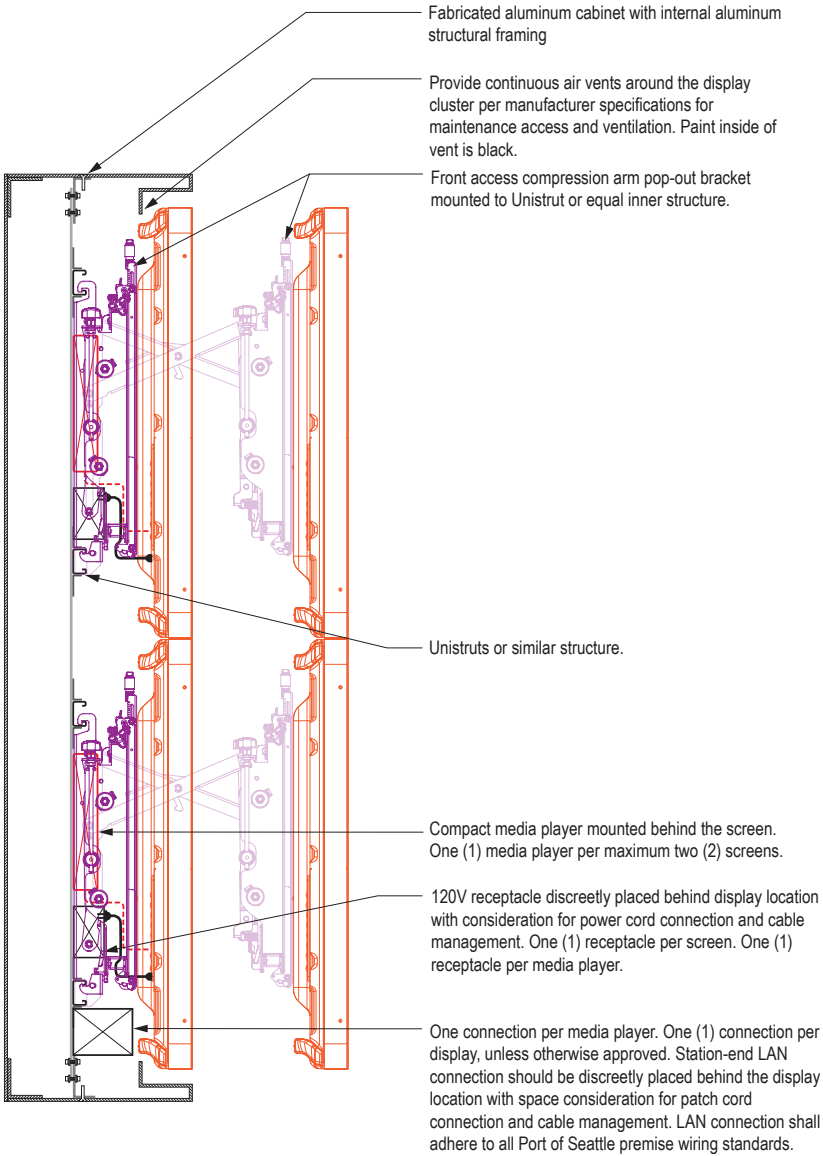 Fabricated aluminum cabinet with internal aluminum
structural framing
Provide continuous air vents around the display
cluster per manufacturer specifications for
maintenance access and ventilation. Paint inside of
vent is black.
Front access compression arm pop-out bracket
mounted to Unistrut or equal inner structure.
Unistruts or similar structure.
Compact media player mounted behind the screen.
One (1) media player per maximum two (2) screens.
120V receptacle discreetly placed behind display location
with consideration for power cord connection and cable
management. One (1) receptacle per screen. One (1)
receptacle per media player.
One connection per media player. One (1) connection per
display, unless otherwise approved. Station-end LAN
connection should be discreetly placed behind the display
location with space consideration for patch cord
connection and cable management. LAN connection shall
adhere to all Port of Seattle premise wiring standards.